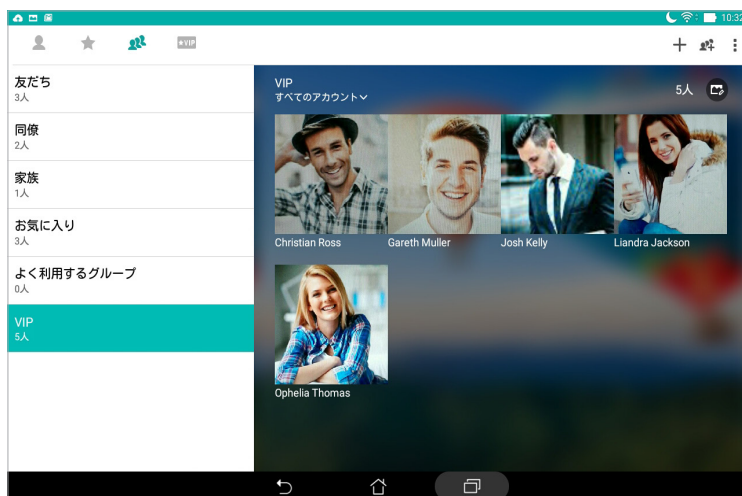 10:32
VIP
友だち
3人
同僚
2人
家族
1人
お気に入り
3人
よく利用するグループ
0人
VIP
5人
VIP
すべてのアカウント
5人
Christian Ross
Gareth Muller
Josh Kelly
Liandra Jackson
Ophelia Thomas